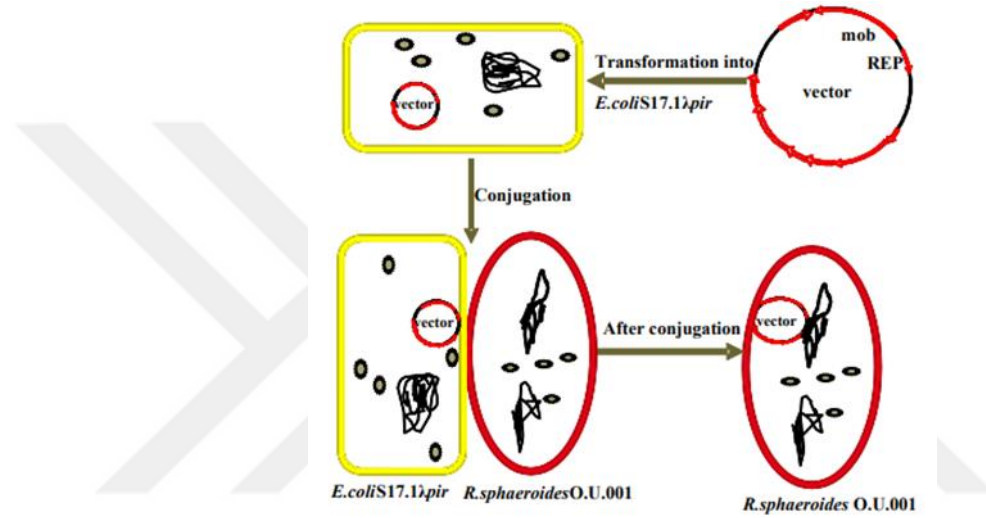 mob
REP
vector
Transformation into
E.coliS17.1λpir
vector
Conjugation
vector
After conjugation
vector
E.coliS17.1λpir
R.sphaeroidesO.U.001
R.sphaeroides O.U.001